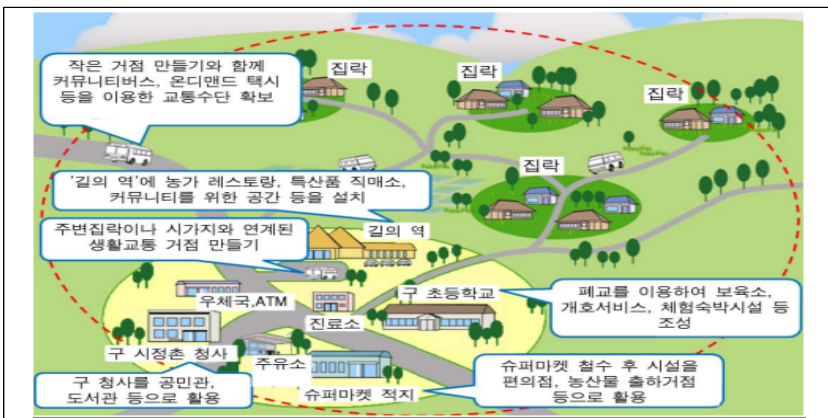 작은 거점 만들기와 함께
커뮤니티버스, 온디맨드 택시
등을 이용한 교통수단 확보
집락
집락
집락
집락
'길의 역'에 농가 레스토랑, 특산품 직매소,
커뮤니티를 위한 공간 등을 설치
주변집락이나 시가지와 연계된
생활교통 거점 만들기
길의 역
우체국,ATM
진료소
구 초등학교
폐교를 이용하여 보육소,
개호서비스, 체험숙박시설 등
조성
구 시정촌 청사
주유소
슈퍼마켓 적지
구 청사를 공민관,
도서관 등으로 활용
슈퍼마켓 철수 후 시설을
편의점, 농산물 출하거점
등으로 활용